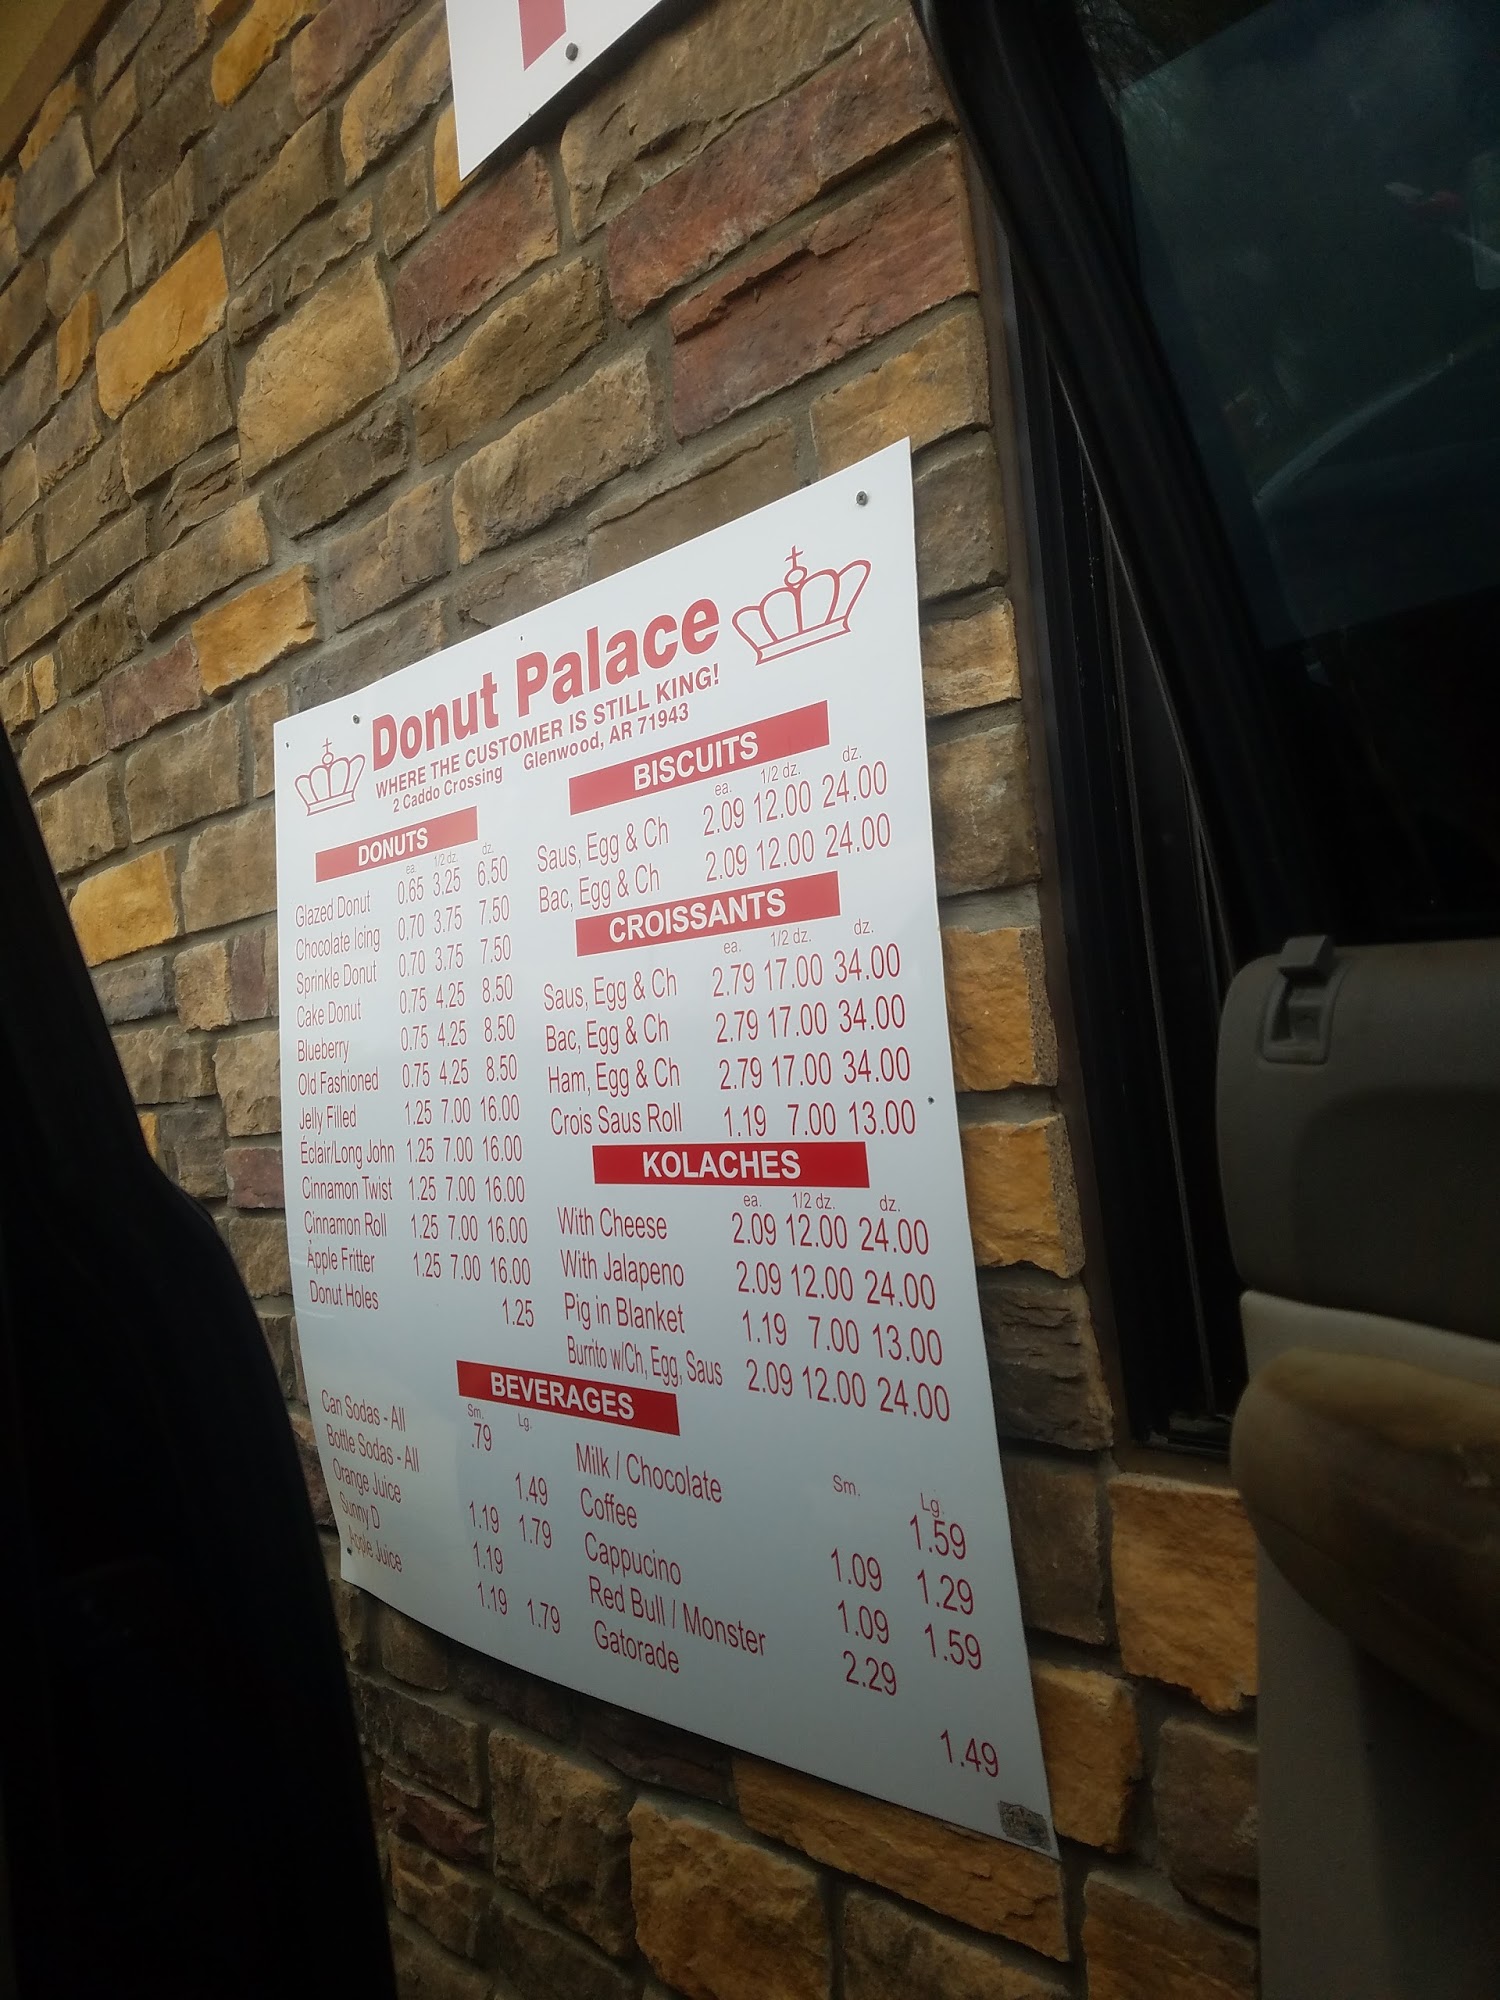 Donut Palace
WHERE THE CUSTOMER IS STILL KING!
2 Caddo Crossing Glenwood, AR 71943
DONUTS
ea. 1/2 dz. dz.
Glazed Donut 0.65 3.25 6.50
Chocolate Icing 0.70 3.75 7.50
Sprinkle Donut 0.70 3.75 7.50
Cake Donut 0.75 4.25 8.50
Blueberry 0.75 4.25 8.50
Old Fashioned 0.75 4.25 8.50
Jelly Filled 1.25 7.00 16.00
Éclair/Long John 1.25 7.00 16.00
Cinnamon Twist 1.25 7.00 16.00
Cinnamon Roll 1.25 7.00 16.00
Apple Fritter 1.25 7.00 16.00
Donut Holes 1.25
BISCUITS
ea. 1/2 dz. dz.
Saus, Egg & Ch 2.09 12.00 24.00
Bac, Egg & Ch 2.09 12.00 24.00
CROISSANTS
ea. 1/2 dz. dz.
Saus, Egg & Ch 2.79 17.00 34.00
Bac, Egg & Ch 2.79 17.00 34.00
Ham, Egg & Ch 2.79 17.00 34.00
Crois Saus Roll 1.19 7.00 13.00
KOLACHES
ea. 1/2 dz. dz.
With Cheese 2.09 12.00 24.00
With Jalapeno 2.09 12.00 24.00
Pig in Blanket 1.19 7.00 13.00
Burrito w/Ch, Egg, Saus 2.09 12.00 24.00
BEVERAGES
Sm. Lg.
Can Sodas - All .79
Bottle Sodas - All 1.49
Orange Juice 1.19 1.79
Sunny D 1.19
Apple Juice 1.19 1.79
Sm. Lg.
Milk / Chocolate 1.59
Coffee 1.09 1.29
Cappucino 1.09 1.59
Red Bull / Monster 2.29
Gatorade 1.49